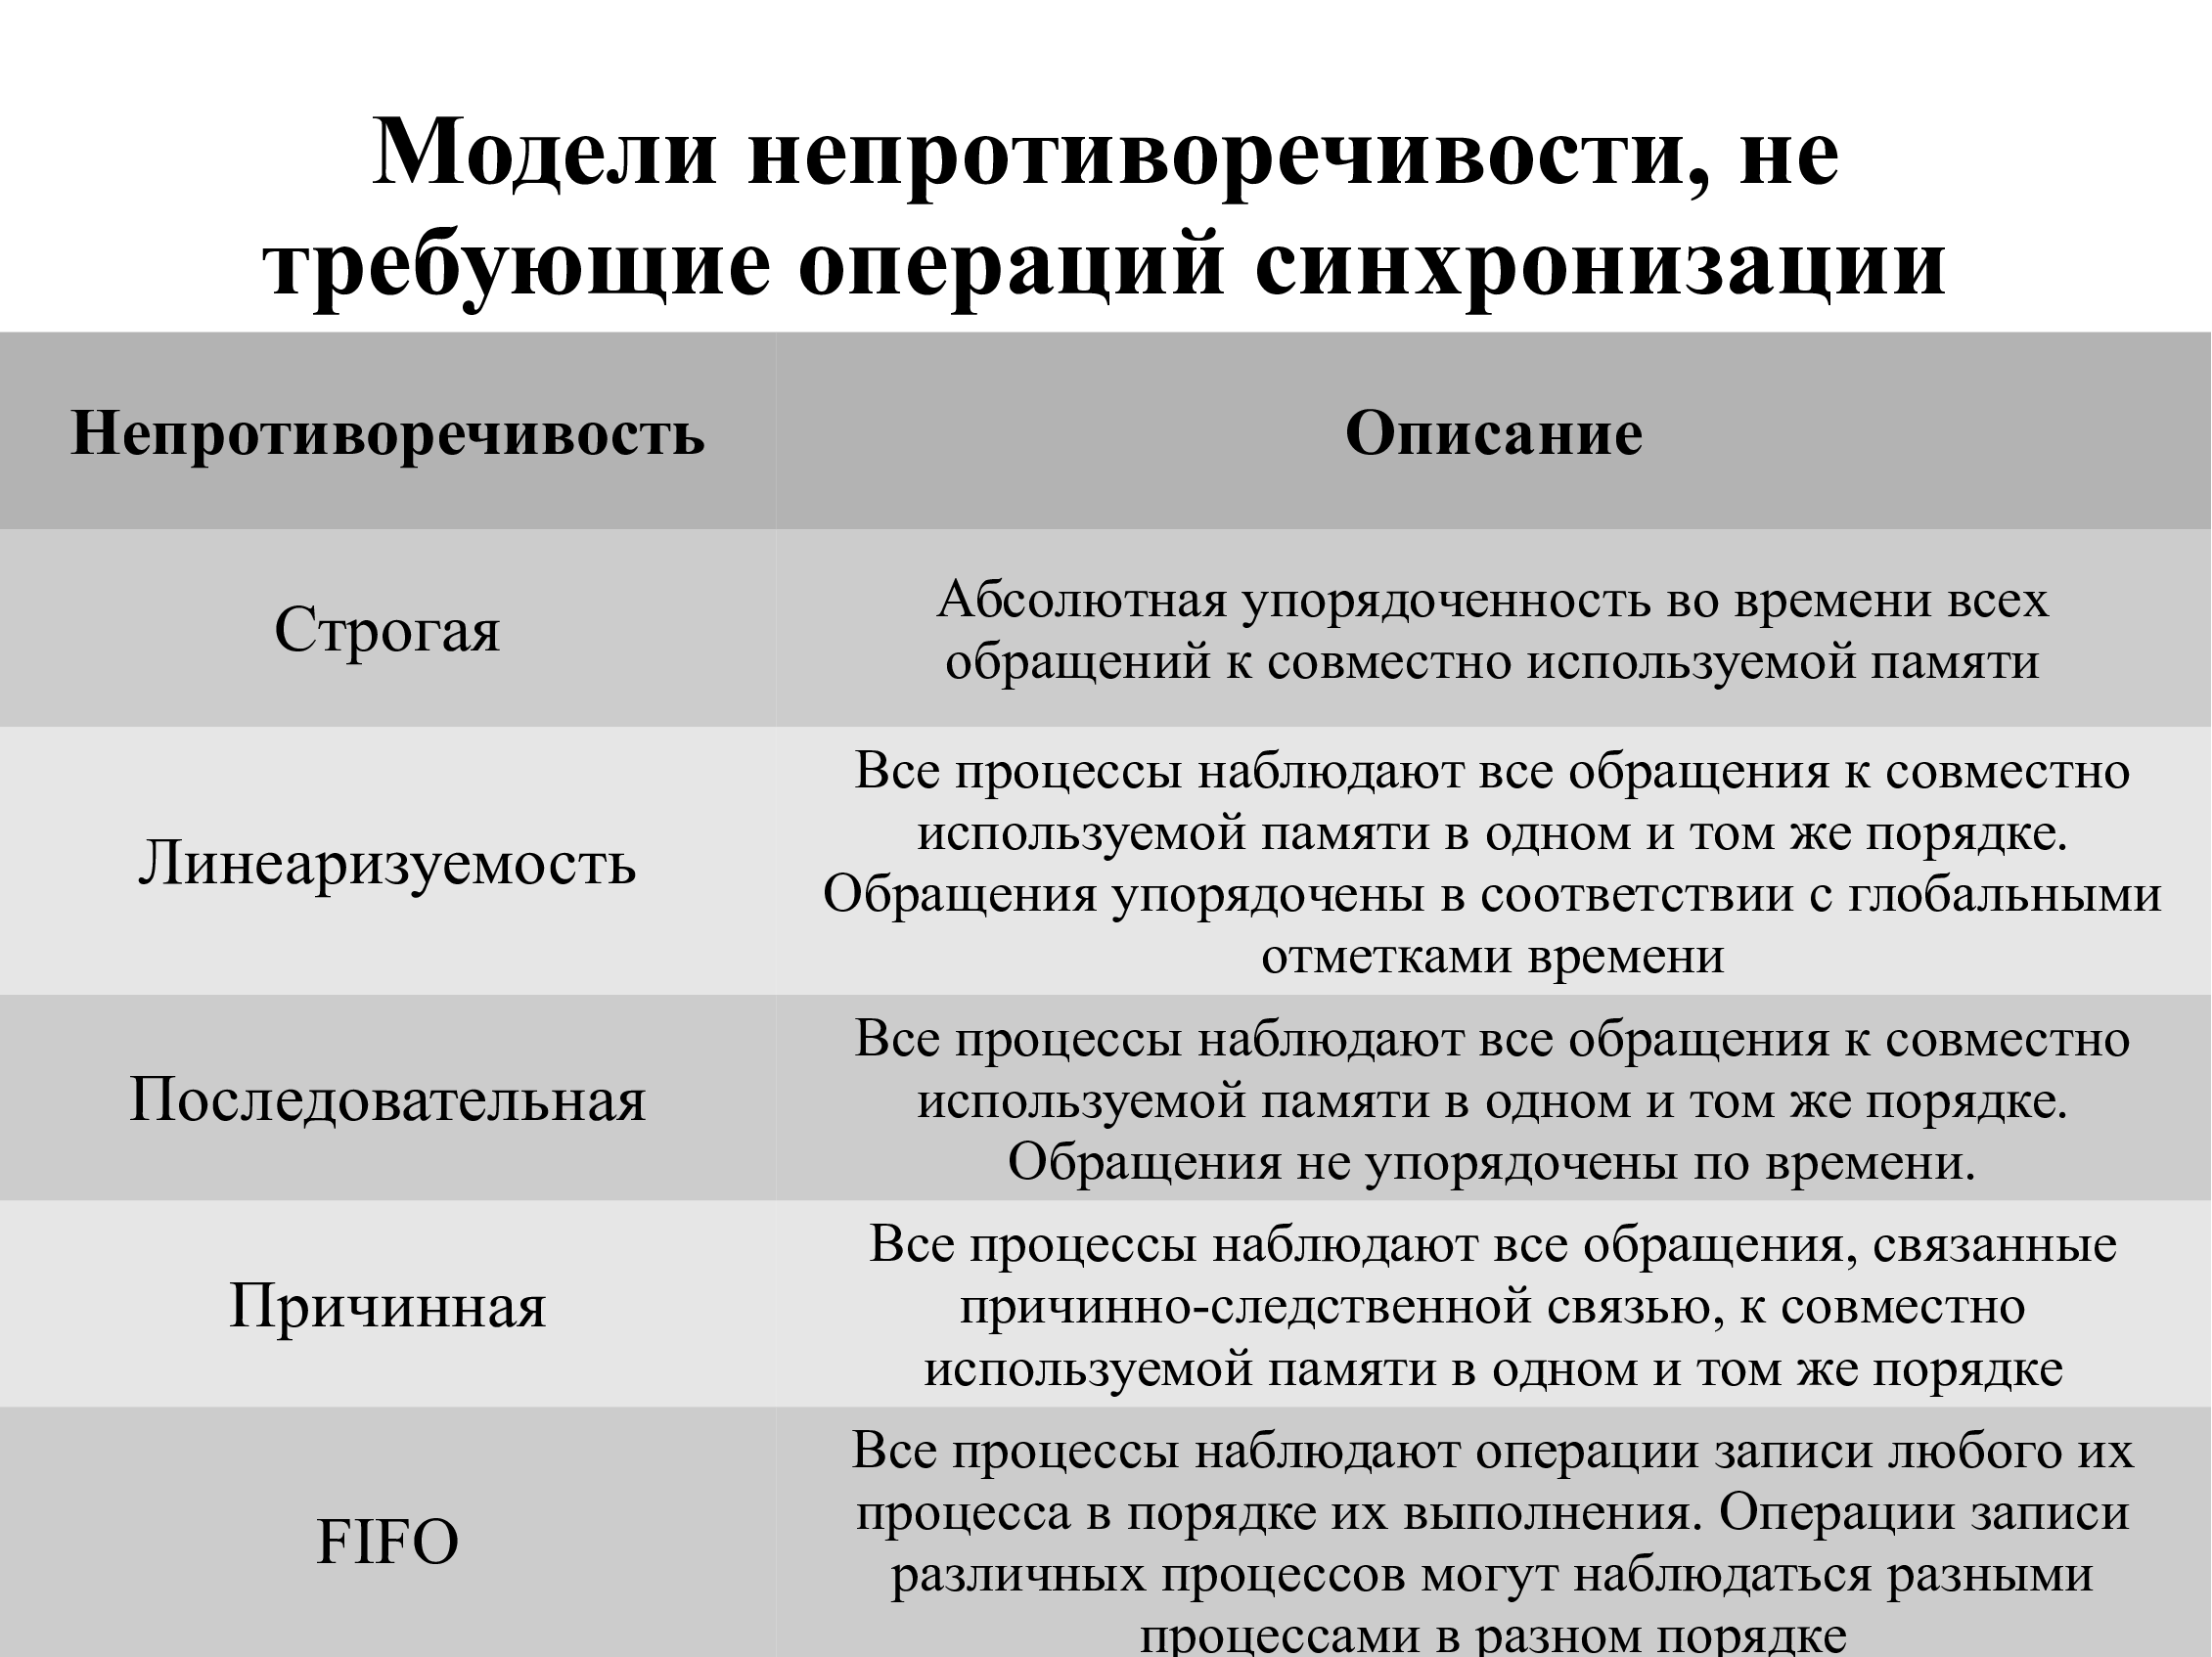 Модели непротиворечивости, не
требующие операций синхронизации
Непротиворечивость
Описание
Строгая
Абсолютная упорядоченность во времени всех
обращений к совместно используемой памяти
Линеаризуемость
Все процессы наблюдают все обращения к совместно
используемой памяти в одном и том же порядке.
Обращения упорядочены в соответствии с глобальными
отметками времени
Последовательная
Все процессы наблюдают все обращения к совместно
используемой памяти в одном и том же порядке.
Обращения не упорядочены по времени.
Причинная
Все процессы наблюдают все обращения, связанные
причинно-следственной связью, к совместно
используемой памяти в одном и том же порядке
FIFO
Все процессы наблюдают операции записи любого их
процесса в порядке их выполнения. Операции записи
различных процессов могут наблюдаться разными
процессами в разном порядке